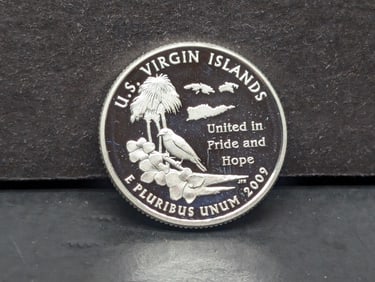 U.S. VIRGIN ISLANDS
United in
Pride and
Hope
E PLURIBUS UNUM 2009